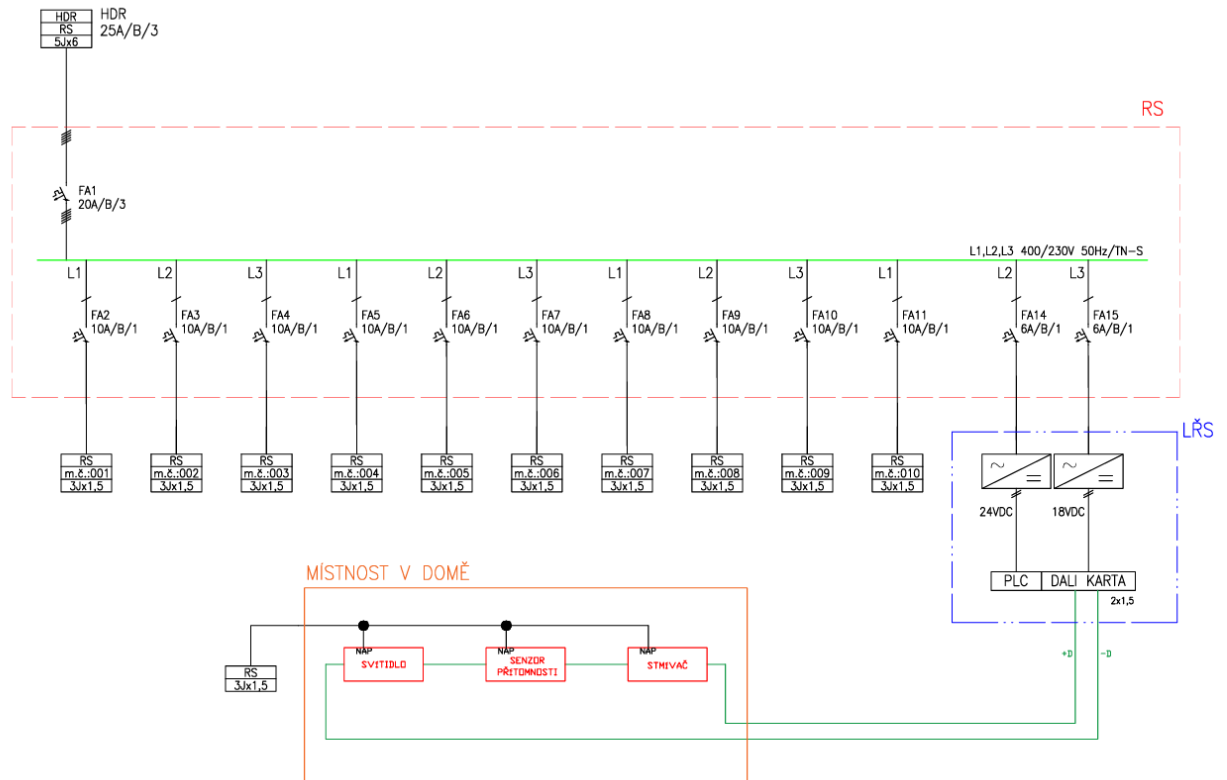 HDR
RS
5Jx6
HDR
25A/B/3
RS
FA1
20A/B/3
L1,L2,L3 400/230V 50Hz/TN-S
L1
L2
L3
L1
L2
L3
L1
L2
L3
L1
L2
L3
FA2
10A/B/1
FA3
10A/B/1
FA4
10A/B/1
FA5
10A/B/1
FA6
10A/B/1
FA7
10A/B/1
FA8
10A/B/1
FA9
10A/B/1
FA10
10A/B/1
FA11
10A/B/1
FA14
6A/B/1
FA15
6A/B/1
LŘS
RS
m.č.:001
3Jx1,5
RS
m.č.:002
3Jx1,5
RS
m.č.:003
3Jx1,5
RS
m.č.:004
3Jx1,5
RS
m.č.:005
3Jx1,5
RS
m.č.:006
3Jx1,5
RS
m.č.:007
3Jx1,5
RS
m.č.:008
3Jx1,5
RS
m.č.:009
3Jx1,5
RS
m.č.:010
3Jx1,5
24VDC
18VDC
PLC
DALI KARTA
2x1,5
+D
-D
MÍSTNOST V DOMĚ
NAP
SVÍTIDLO
NAP
SENZOR
PŘÍTOMNOSTI
NAP
STMÍVAČ
RS
3Jx1,5